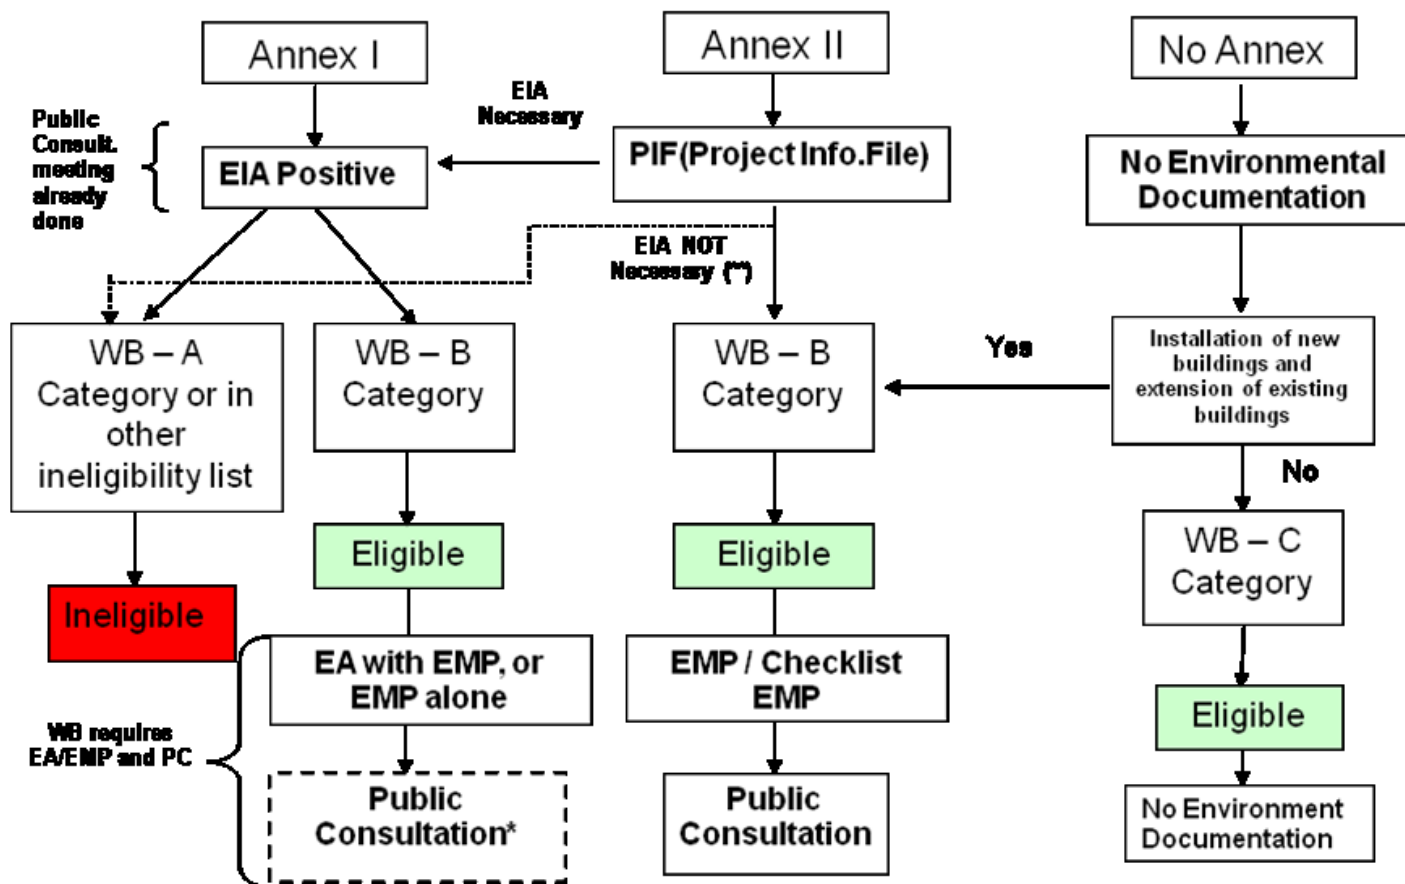 Annex I
Annex II
No Annex
EIA
Necessary
Public
Consult.
meeting
already
done
EIA Positive
PIF(Project Info.File)
No Environmental
Documentation
EIA NOT
Necessary (**)
WB – A
Category or in
other
ineligibility list
WB – B
Category
WB – B
Category
Yes
Installation of new
buildings and
extension of existing
buildings
No
WB – C
Category
Eligible
Eligible
Ineligible
EA with EMP, or
EMP alone
EMP / Checklist
EMP
Eligible
WB requires
EA/EMP and PC
Public
Consultation*
Public
Consultation
No Environment
Documentation